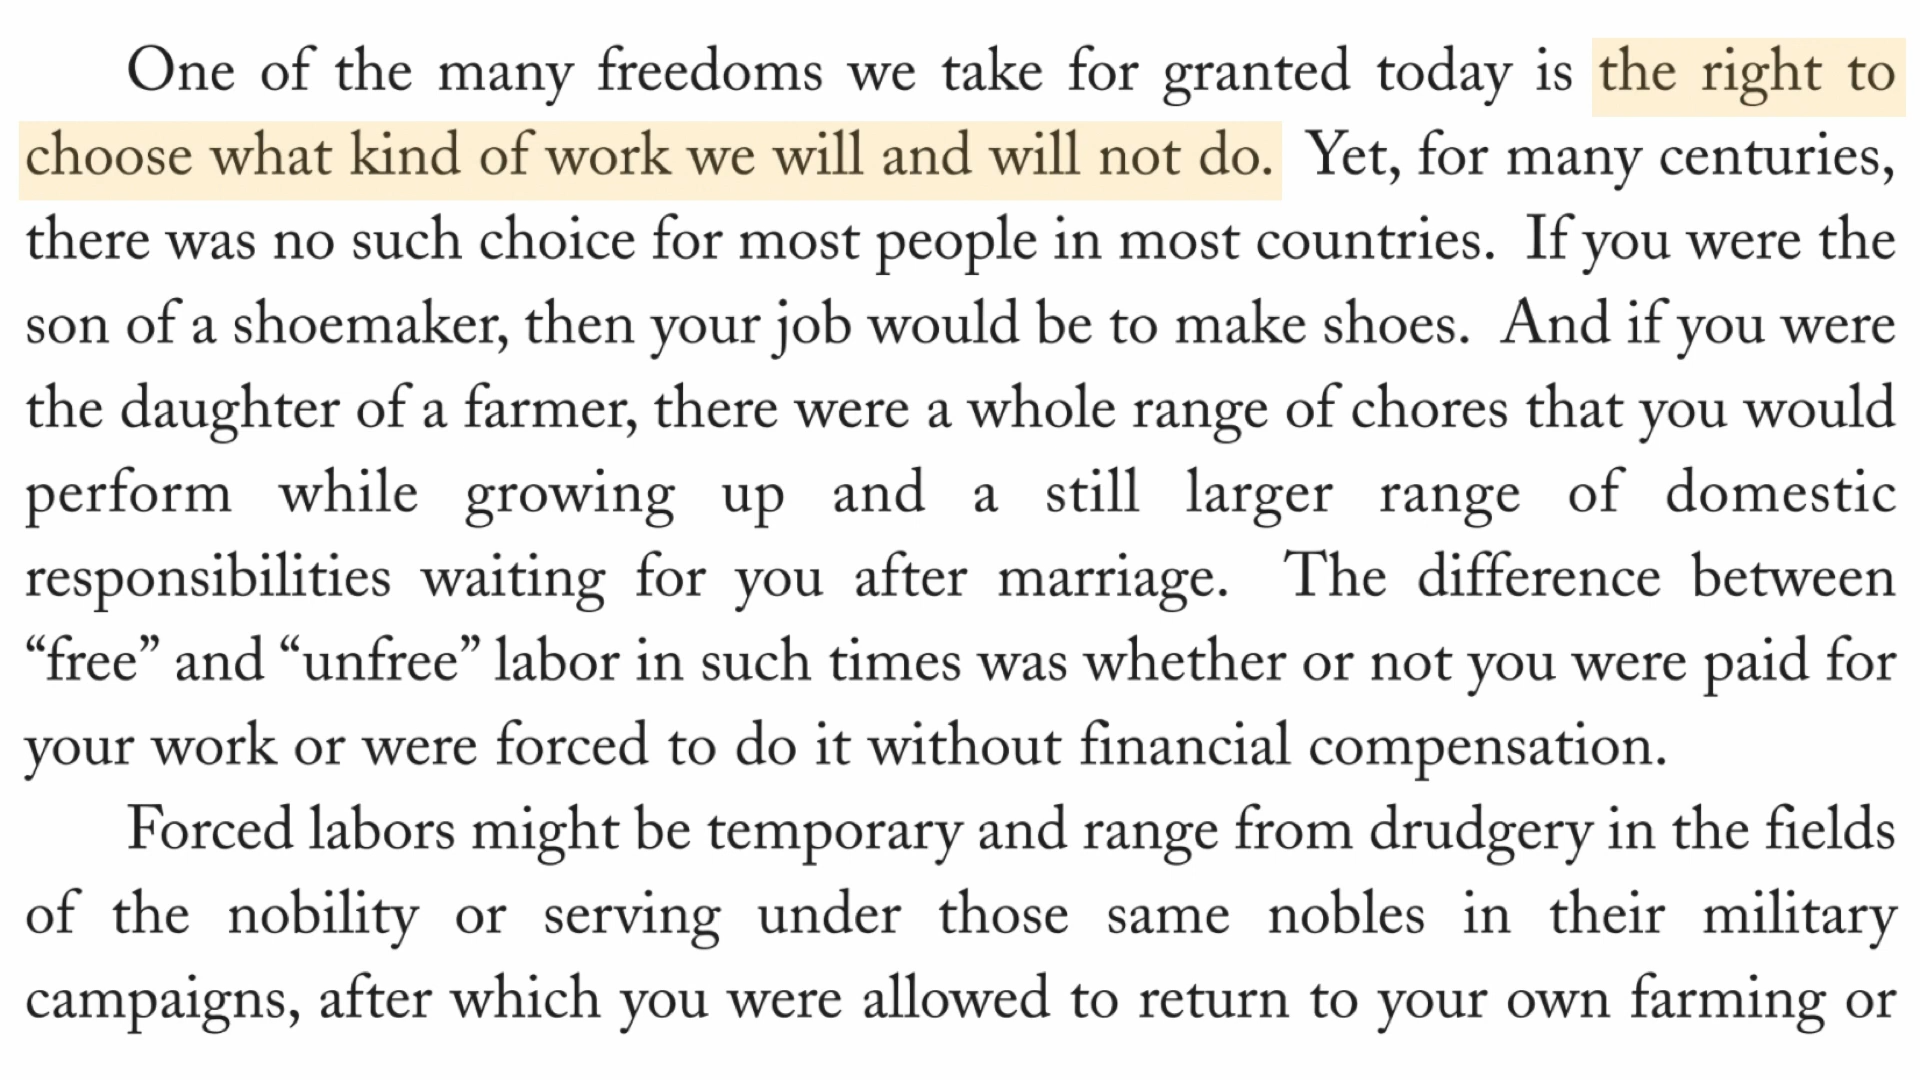 One of the many freedoms we take for granted today is the right to
choose what kind of work we will and will not do. Yet, for many centuries,
there was no such choice for most people in most countries. If you were the
son of a shoemaker, then your job would be to make shoes. And if you were
the daughter of a farmer, there were a whole range of chores that you would
perform while growing up and a still larger range of domestic
responsibilities waiting for you after marriage. The difference between
“free” and “unfree” labor in such times was whether or not you were paid for
your work or were forced to do it without financial compensation.
Forced labors might be temporary and range from drudgery in the fields
of the nobility or serving under those same nobles in their military
campaigns, after which you were allowed to return to your own farming or